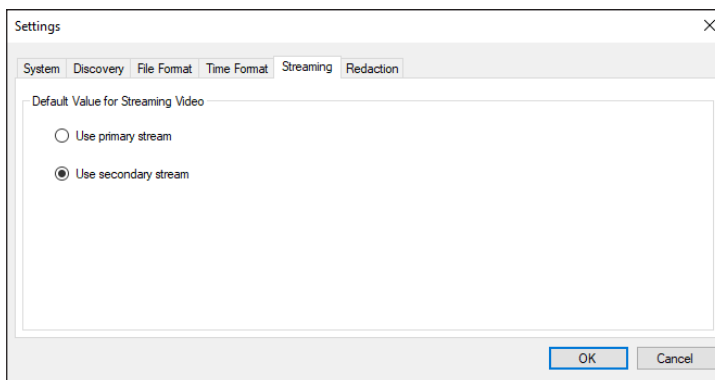 Settings
System Discovery File Format Time Format Streaming Redaction
Default Value for Streaming Video
Use primary stream
Use secondary stream
OK Cancel